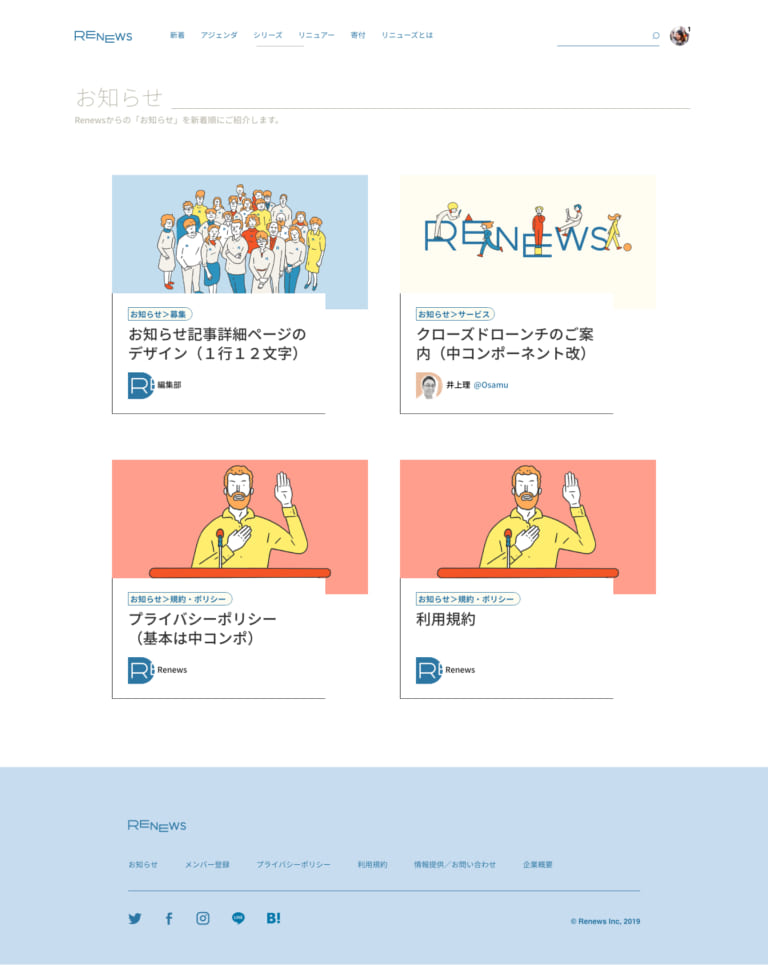 RENEWS
新着 アジェンダ シリーズ リニュアー 寄付 リニューズとは
お知らせ
Renewsからの「お知らせ」を新着順にご紹介します。
お知らせ＞募集
お知らせ記事詳細ページの
デザイン（１行１２文字）
編集部
RENEWS
お知らせ＞サービス
クローズドローンチのご案
内（中コンポーネント改）
井上理 @Osamu
お知らせ＞規約・ポリシー
プライバシーポリシー
（基本は中コンポ）
Renews
お知らせ＞規約・ポリシー
利用規約
Renews
RENEWS
お知らせ メンバー登録 プライバシーポリシー 利用規約 情報提供／お問い合わせ 企業概要
LINE B!
© Renews Inc, 2019